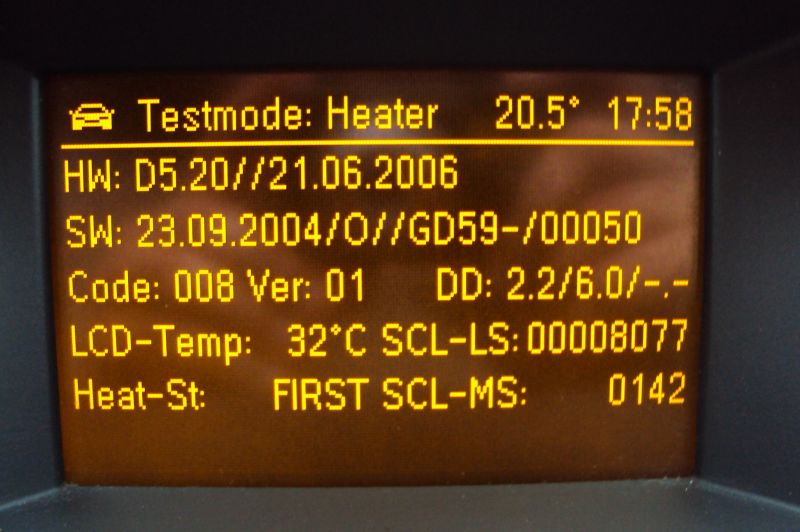 Testmode: Heater 20.5° 17:58
HW: D5.20//21.06.2006
SW: 23.09.2004/O//GD59-/00050
Code: 008 Ver: 01 DD: 2.2/6.0/-.-
LCD-Temp: 32°C SCL-LS: 00008077
Heat-St: FIRST SCL-MS: 0142